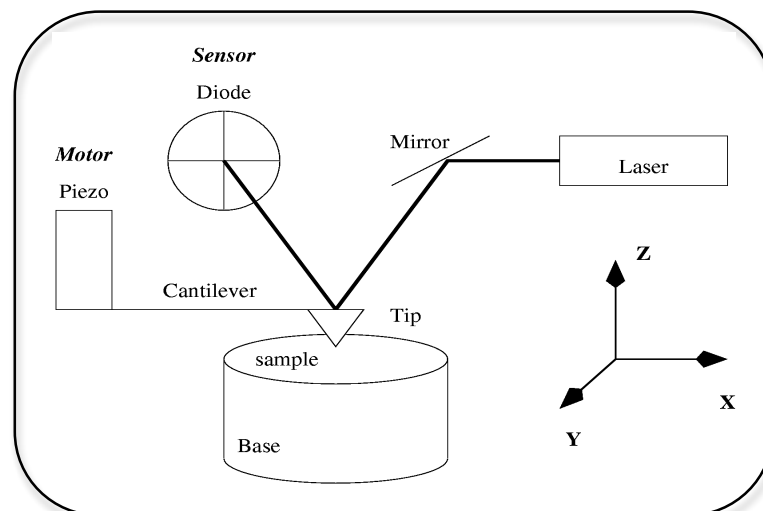 Sensor
Diode
Mirror
Laser
Motor
Piezo
Z
Cantilever
Tip
sample
X
Y
Base